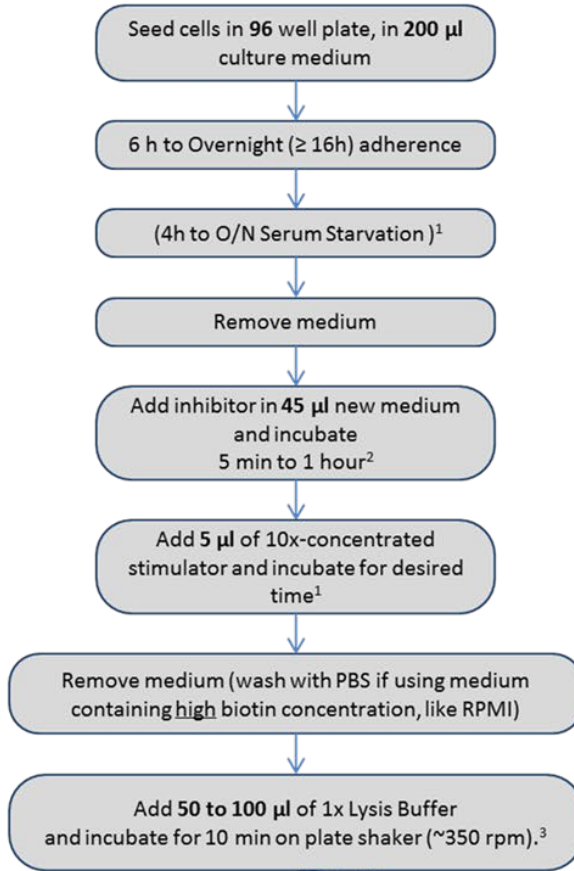 Seed cells in 96 well plate, in 200 µl
culture medium
6 h to Overnight (≥ 16h) adherence
(4h to O/N Serum Starvation )¹
Remove medium
Add inhibitor in 45 µl new medium
and incubate
5 min to 1 hour²
Add 5 µl of 10x-concentrated
stimulator and incubate for desired
time¹
Remove medium (wash with PBS if using medium
containing high biotin concentration, like RPMI)
Add 50 to 100 µl of 1x Lysis Buffer
and incubate for 10 min on plate shaker (~350 rpm).³